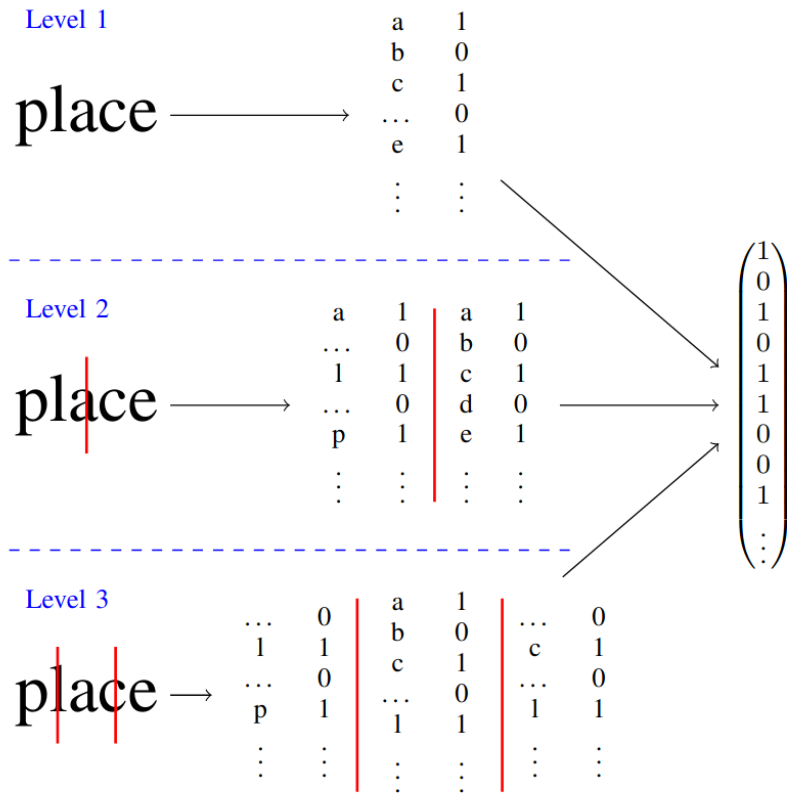 Level 1
place
a 1
b 0
c 1
... 0
e 1
⋮ ⋮
Level 2
place
a 1 a 1
... 0 b 0
l 1 c 1
... 0 d 0
p 1 e 1
⋮ ⋮ ⋮ ⋮
Level 3
place
... 0
l 1
... 0
p 1
⋮ ⋮
a 1
b 0
c 1
... 0
l 1
⋮ ⋮
... 0
c 1
... 0
l 1
⋮ ⋮
1
0
1
0
1
1
0
0
1
⋮